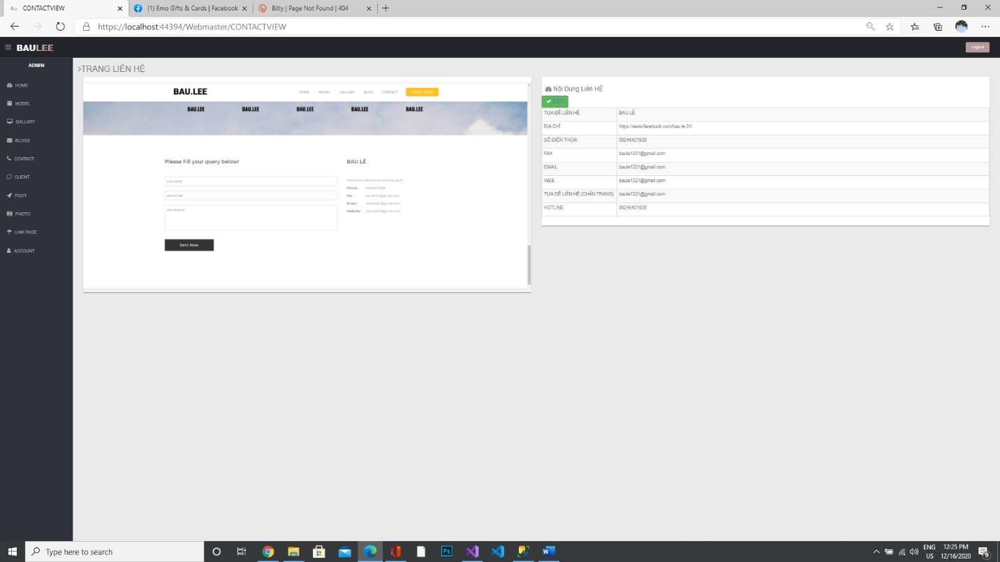 CONTACTVIEW
(1) Emo Gifts & Cards | Facebook
Bitly | Page Not Found | 404
https://localhost:44394/Webmaster/CONTACTVIEW
BAULEE
Logout
ADMIN
HOME
MODEL
GALLARY
BLOGS
CONTACT
CLIENT
FOOT
PHOTO
LINK PAGE
ACCOUNT
>TRANG LIÊN HỆ
BAU.LEE
HOME MODEL GALLARY BLOG CONTACT BOOK NOW
BAU.LEE BAU.LEE BAU.LEE BAU.LEE BAU.LEE
Please Fill your query below!
your name
your e-mail
your enquiry
Sent Now
BAU LÊ
https://www.facebook.com/bau.le.31
Phone : 09245421928
Fax : baule1321@gmail.com
Email : baule1321@gmail.com
Website : baule1321@gmail.com
Nội Dung Liên HỆ
EDIT
TỰA ĐỀ LIÊN HỆ BAU LÊ
ĐỊA CHỈ https://www.facebook.com/bau.le.31/
SỐ ĐIỆN THOẠI 09245421928
FAX baule1321@gmail.com
EMAIL baule1321@gmail.com
WEB baule1321@gmail.com
TỰA ĐỀ LIÊN HỆ (CHÂN TRANG) baule1321@gmail.com
HOTLINE 09245421928
Type here to search
Ps
ENG
US
12:25 PM
12/16/2020
9